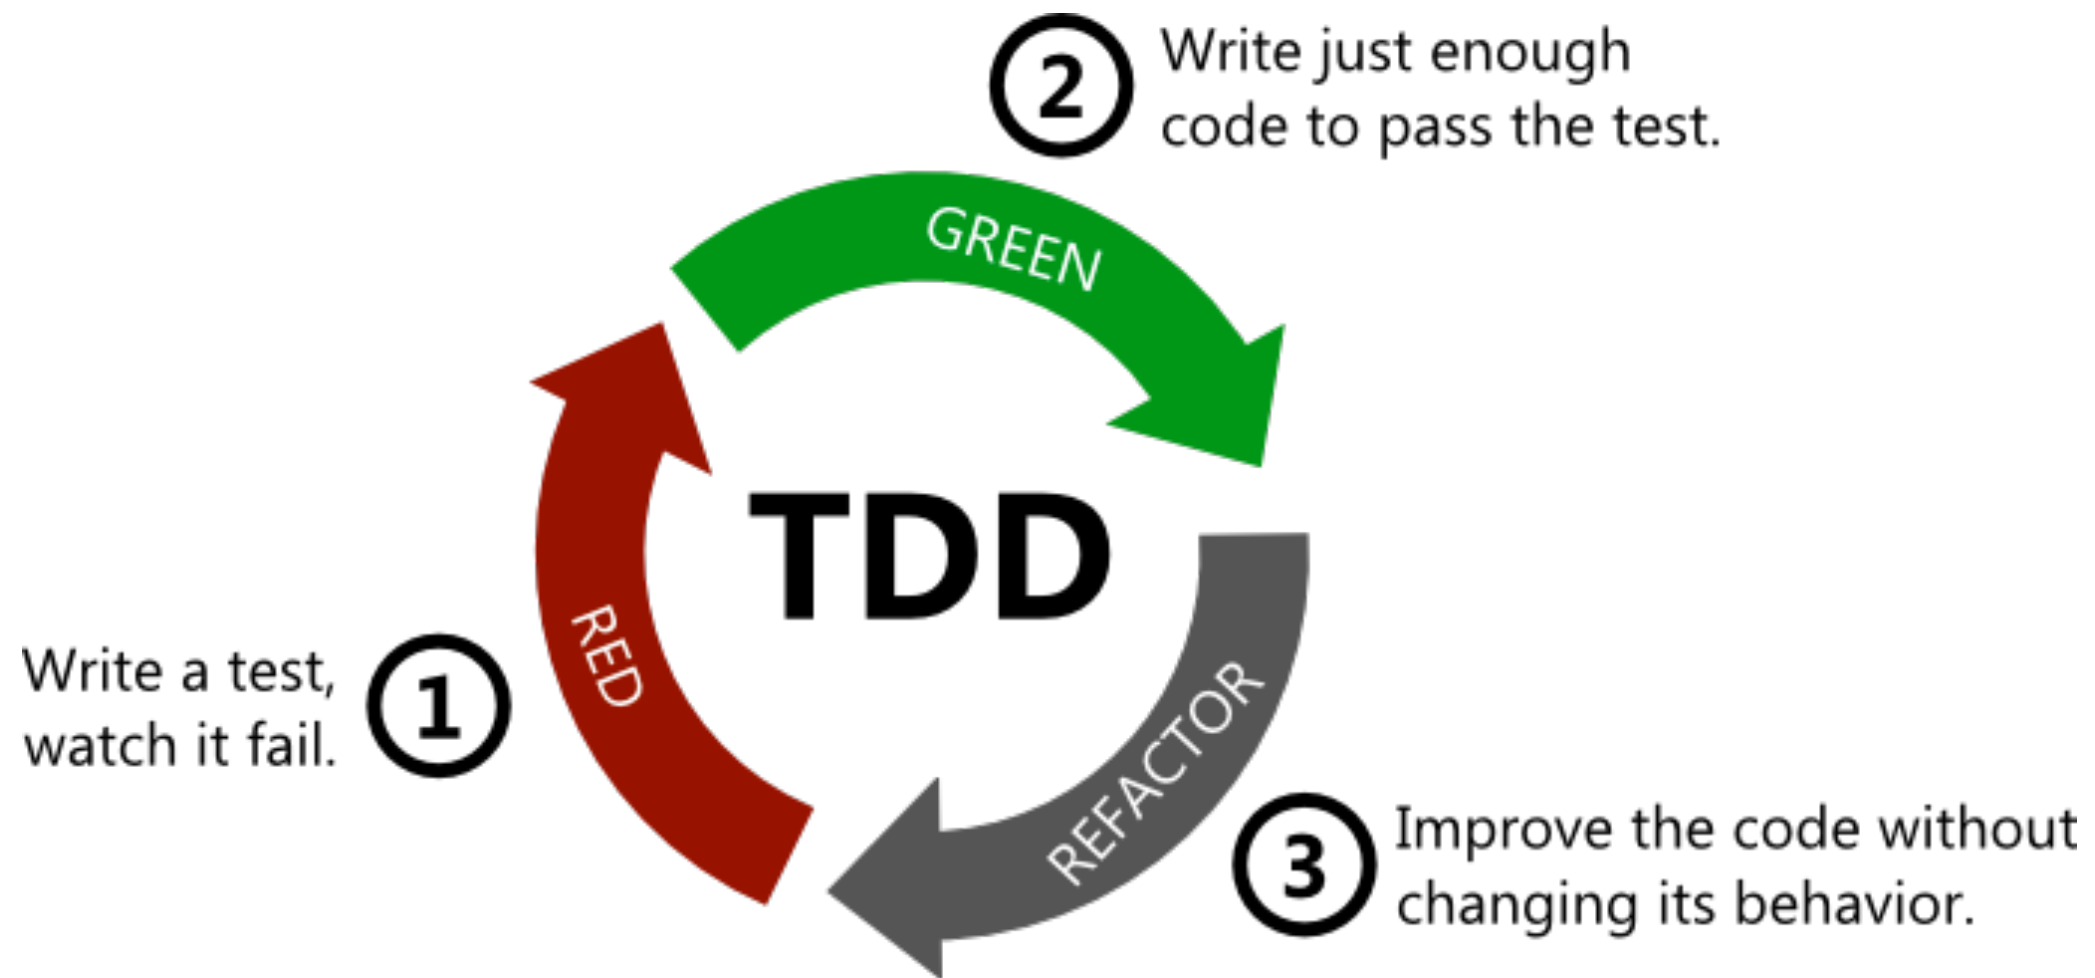 2
Write just enough
code to pass the test.
GREEN
TDD
RED
Write a test,
watch it fail.
1
REFACTOR
3
Improve the code without
changing its behavior.